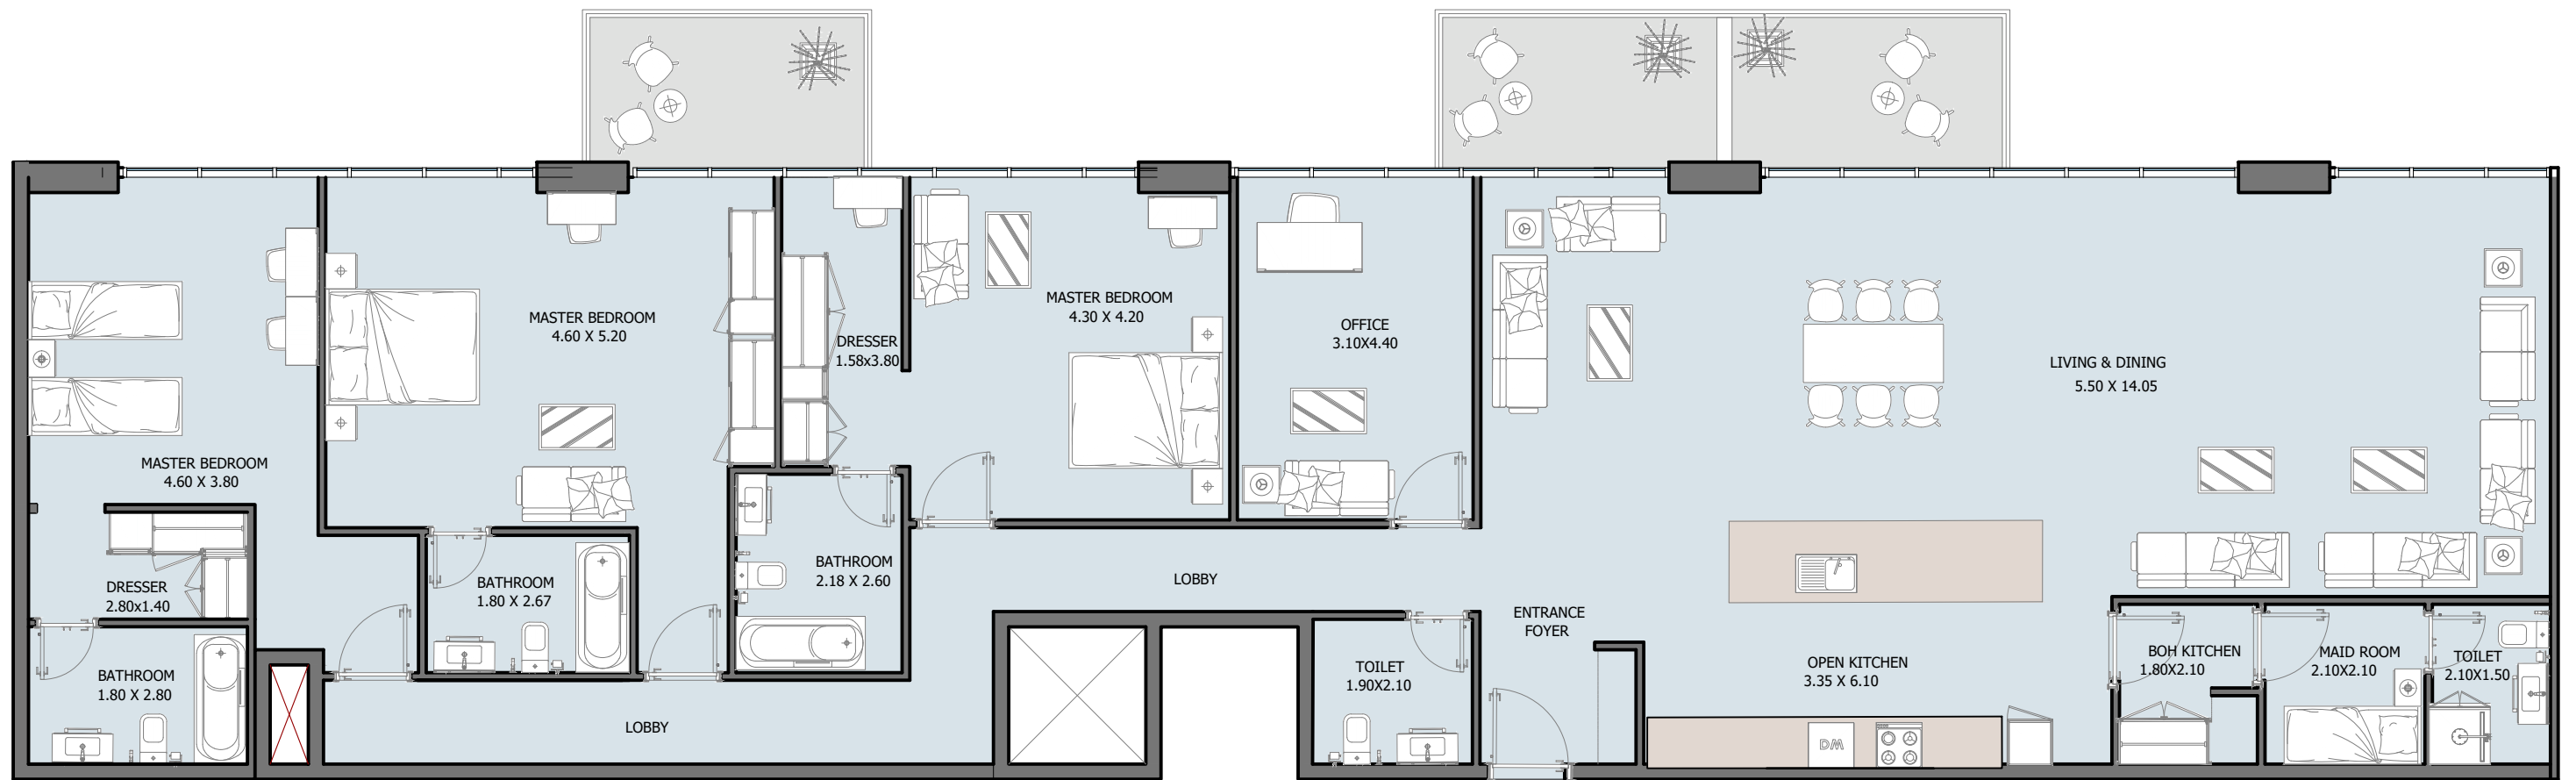 MASTER BEDROOM
4.60 X 3.80
DRESSER
2.80x1.40
BATHROOM
1.80 X 2.80
MASTER BEDROOM
4.60 X 5.20
BATHROOM
1.80 X 2.67
LOBBY
DRESSER
1.58x3.80
BATHROOM
2.18 X 2.60
MASTER BEDROOM
4.30 X 4.20
LOBBY
OFFICE
3.10X4.40
TOILET
1.90X2.10
ENTRANCE
FOYER
LIVING & DINING
5.50 X 14.05
OPEN KITCHEN
3.35 X 6.10
DW
BOH KITCHEN
1.80X2.10
MAID ROOM
2.10X2.10
TOILET
2.10X1.50